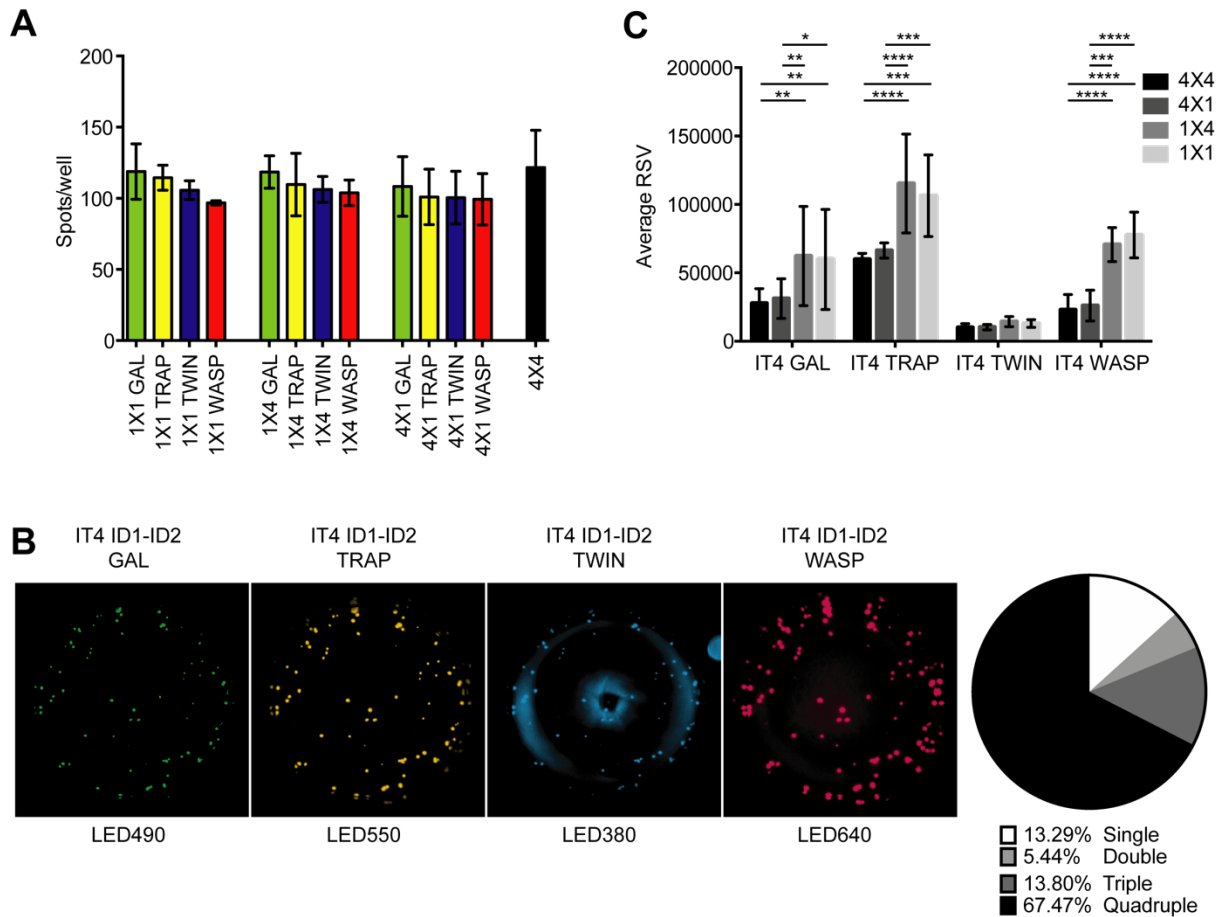 A
200
150
100
50
0
Spots/well
1X1 GAL
1X1 TRAP
1X1 TWIN
1X1 WASP
1X4 GAL
1X4 TRAP
1X4 TWIN
1X4 WASP
4X1 GAL
4X1 TRAP
4X1 TWIN
4X1 WASP
4X4
C
200000
150000
100000
50000
0
Average RSV
*
**
**
**
***
****
***
****
****
***
****
****
4X4
4X1
1X4
1X1
IT4 GAL IT4 TRAP IT4 TWIN IT4 WASP
B
IT4 ID1-ID2
GAL
IT4 ID1-ID2
TRAP
IT4 ID1-ID2
TWIN
IT4 ID1-ID2
WASP
LED490
LED550
LED380
LED640
13.29% Single
5.44% Double
13.80% Triple
67.47% Quadruple